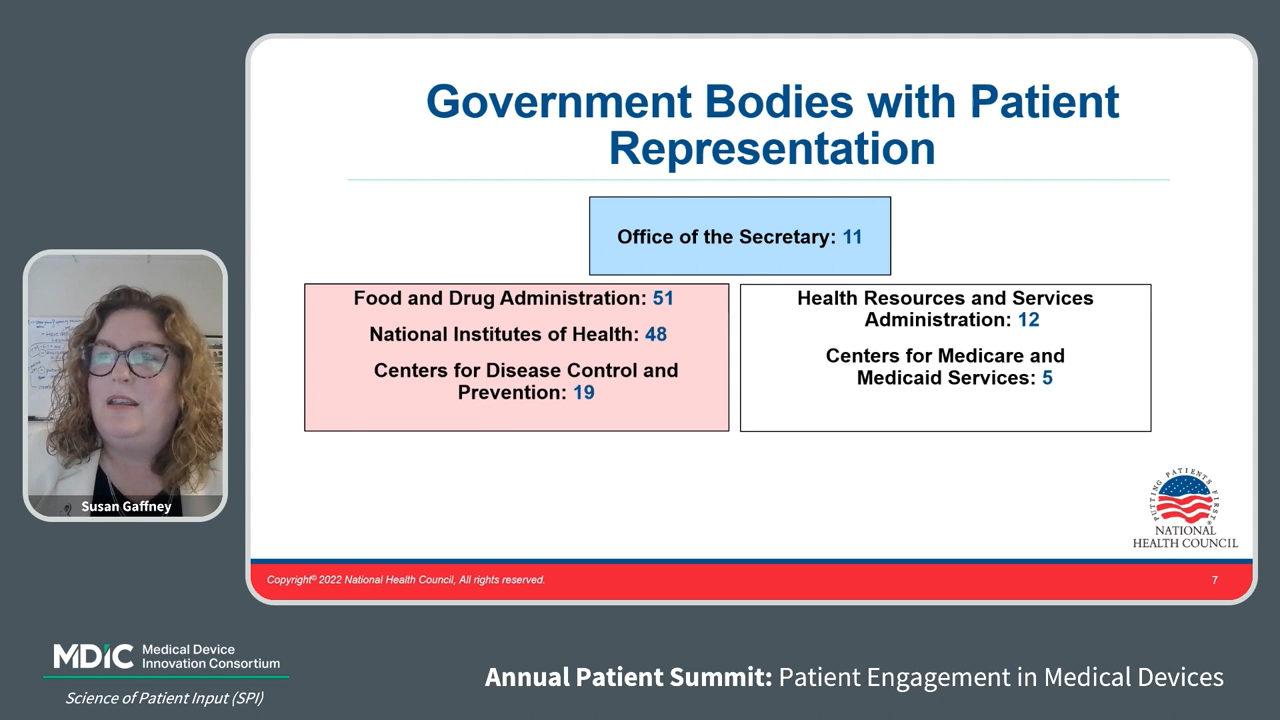 Government Bodies with Patient
Representation
Office of the Secretary: 11
Food and Drug Administration: 51
National Institutes of Health: 48
Centers for Disease Control and
Prevention: 19
Health Resources and Services
Administration: 12
Centers for Medicare and
Medicaid Services: 5
Susan Gaffney
PUTTING PATIENTS FIRST®
NATIONAL
HEALTH COUNCIL
Copyright© 2022 National Health Council, All rights reserved.
7
MDIC
Medical Device
Innovation Consortium
Science of Patient Input (SPI)
Annual Patient Summit: Patient Engagement in Medical Devices